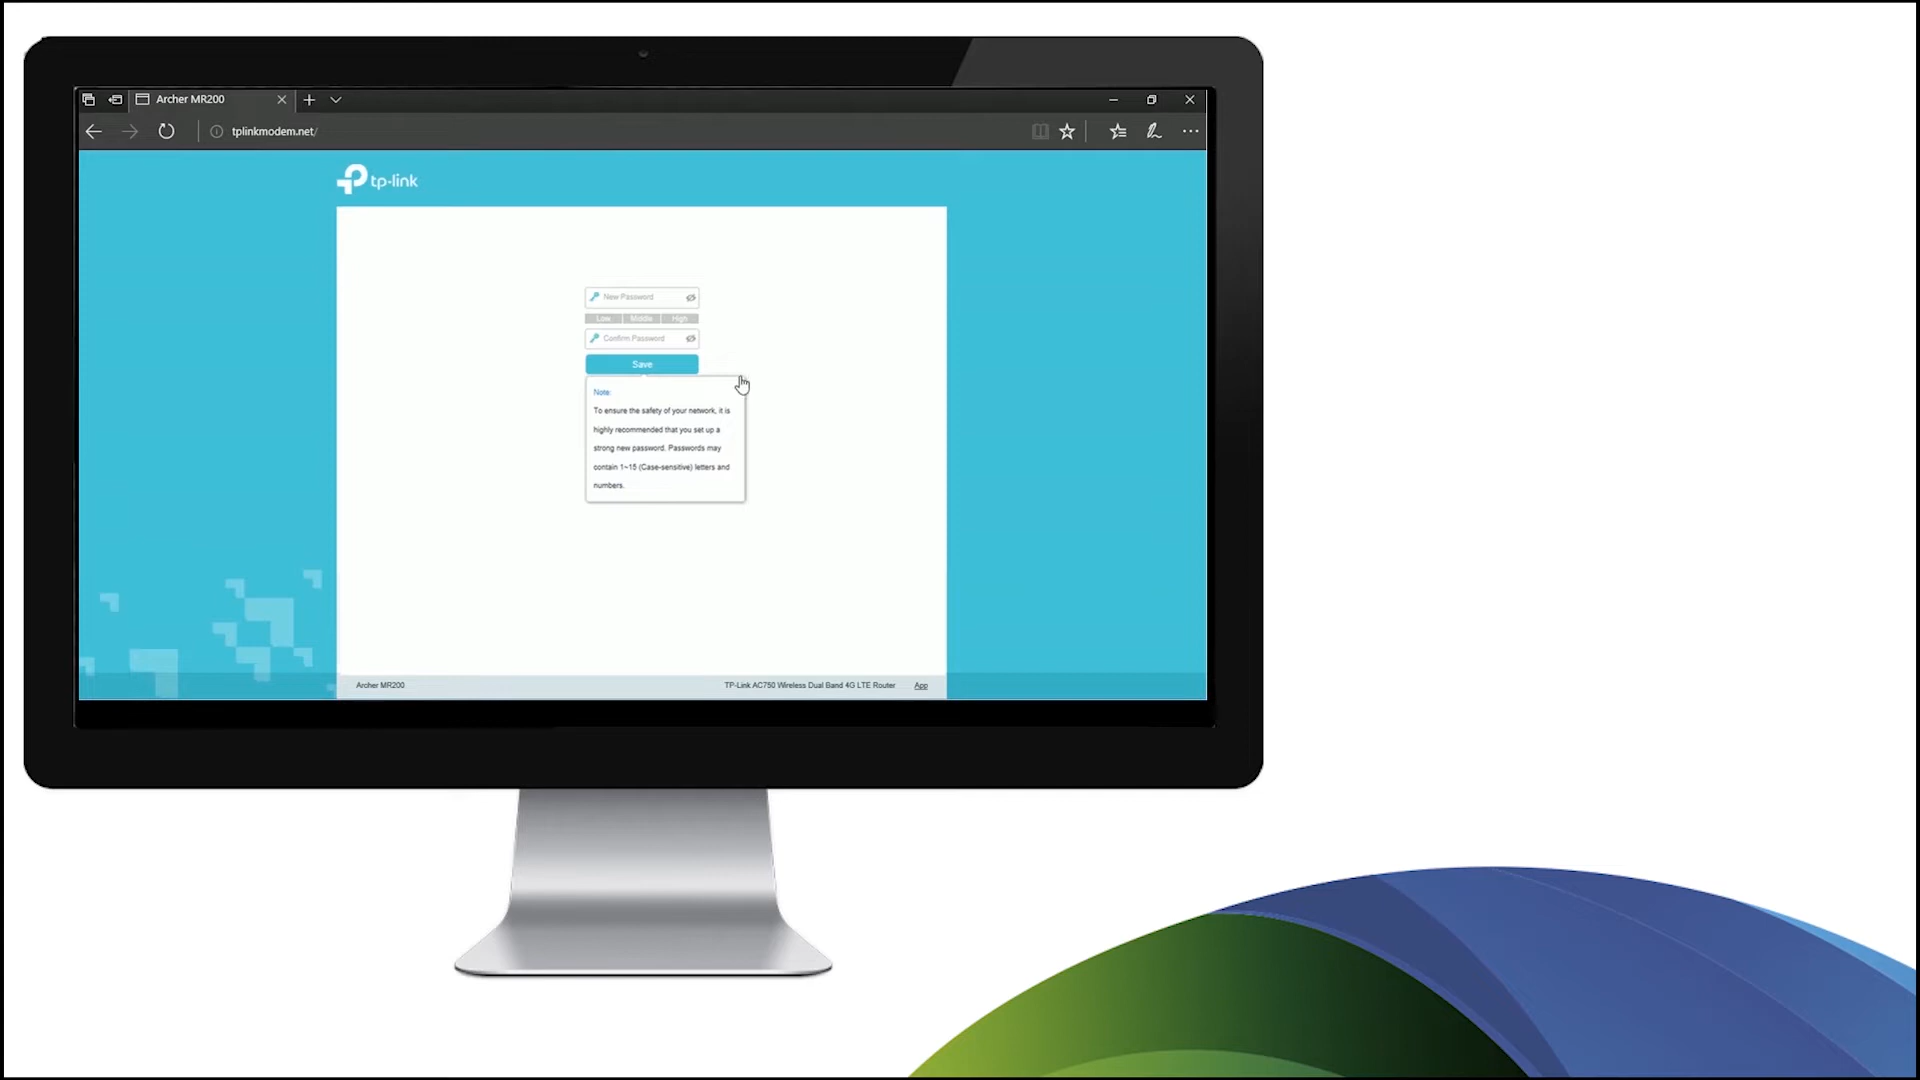 Archer MR200
tplinkmodem.net/
tp-link
New Password
Low Middle High
Confirm Password
Save
Note:
To ensure the safety of your network, it is
highly recommended that you set up a
strong new password. Passwords may
contain 1~15 (Case-sensitive) letters and
numbers.
Archer MR200 TP-Link AC750 Wireless Dual Band 4G LTE Router App